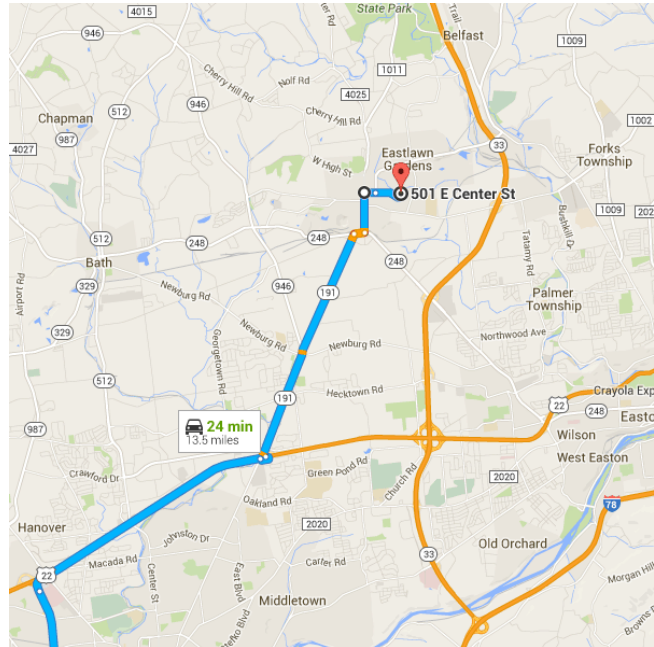 4015
State Park
Belfast
Trail
946
1009
Nolf Rd
1011
Cherry Hill Rd
4025
Chapman
512
946
Cherry Hill Rd
1002
987
33
Forks
Township
4027
W High St
Eastlawn
Gardens
501 E Center St
1009
512
248
248
2020
Bath
248
946
Tatamy Rd
Bushkill Dr
Airport Rd
329
191
Palmer
Township
Newburg Rd
329
Northwood Ave
Newburg Rd
Newburg Rd
Georgetown Rd
512
191
Hecktown Rd
Crayola Exp
22
248
Easto
24 min
13.5 miles
987
Wilson
West Easton
Crawford Dr
Green Pond Rd
Church Rd
2020
Oakland Rd
78
Hanover
2020
Johnston Dr
Old Orchard
33
Macada Rd
Carter Rd
22
Center St
East Blvd
Morgan Hill
Middletown
Stefko Blvd
Browns